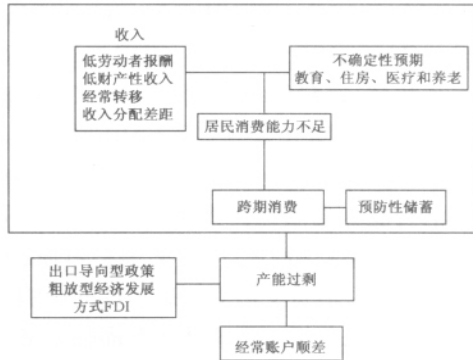 收入
低劳动者报酬
低财产性收入
经常转移
收入分配差距
不确定性预期
教育、住房、医疗和养老
居民消费能力不足
跨期消费
预防性储蓄
出口导向型政策
粗放型经济发展
方式FDI
产能过剩
经常账户顺差